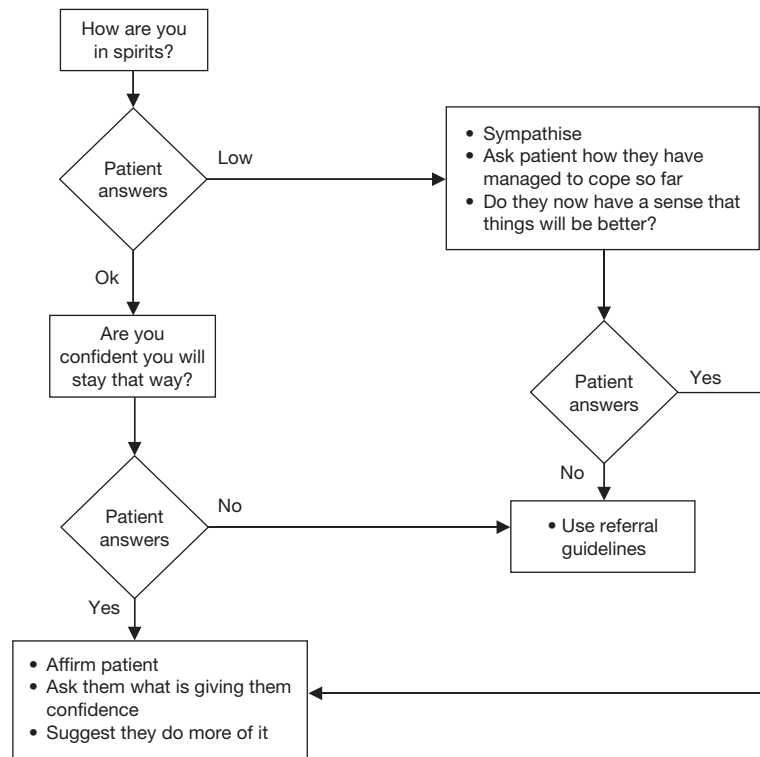 How are you
in spirits?
Patient
answers
Low
• Sympathise
• Ask patient how they have
managed to cope so far
• Do they now have a sense that
things will be better?
Ok
Are you
confident you will
stay that way?
Patient
answers
Yes
No
Patient
answers
No
• Use referral
guidelines
Yes
• Affirm patient
• Ask them what is giving them
confidence
• Suggest they do more of it